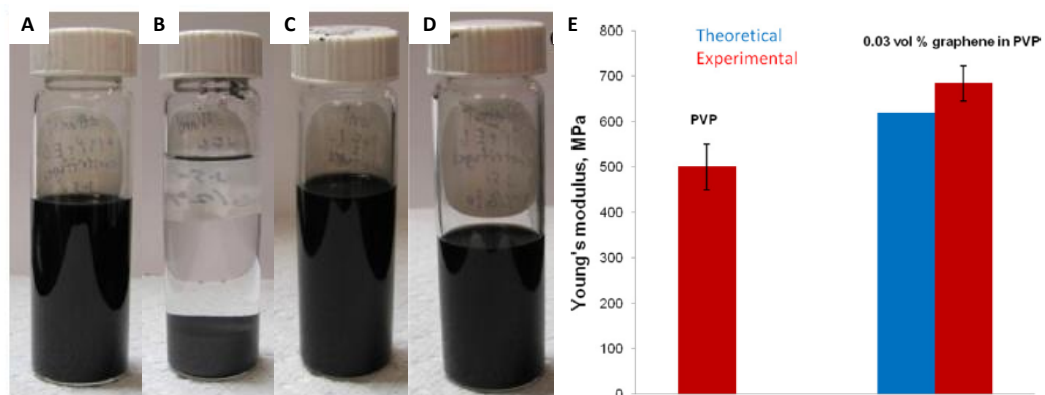 A
B
C
D
E
800
700
600
500
400
300
200
100
0
Young's modulus, MPa
Theoretical
Experimental
0.03 vol % graphene in PVP
PVP